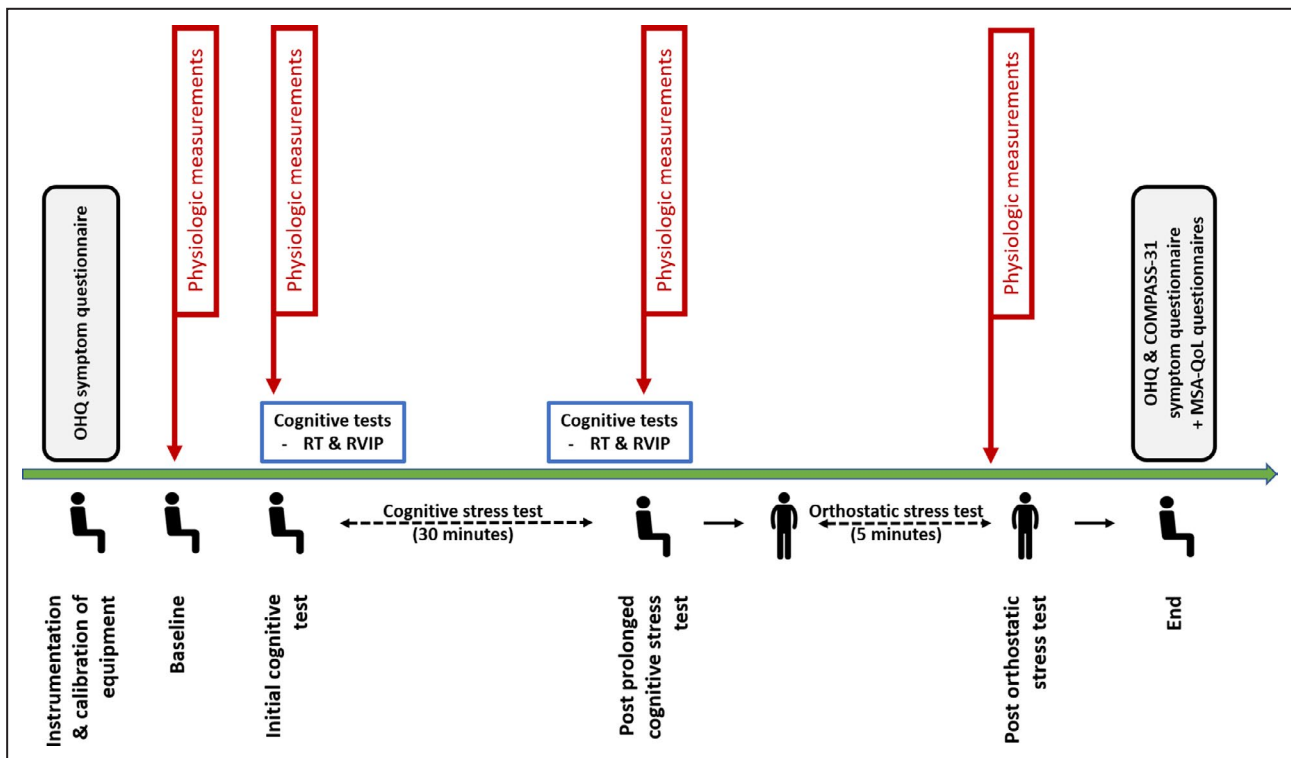 OHQ symptom questionnaire
Physiologic measurements
Physiologic measurements
Physiologic measurements
Physiologic measurements
OHQ & COMPASS-31
symptom questionnaire
+ MSA-QoL questionnaires
Cognitive tests
- RT & RVIP
Cognitive tests
- RT & RVIP
Cognitive stress test
(30 minutes)
Orthostatic stress test
(5 minutes)
Instrumentation
& calibration of
equipment
Baseline
Initial cognitive
test
Post prolonged
cognitive stress
test
Post orthostatic
stress test
End